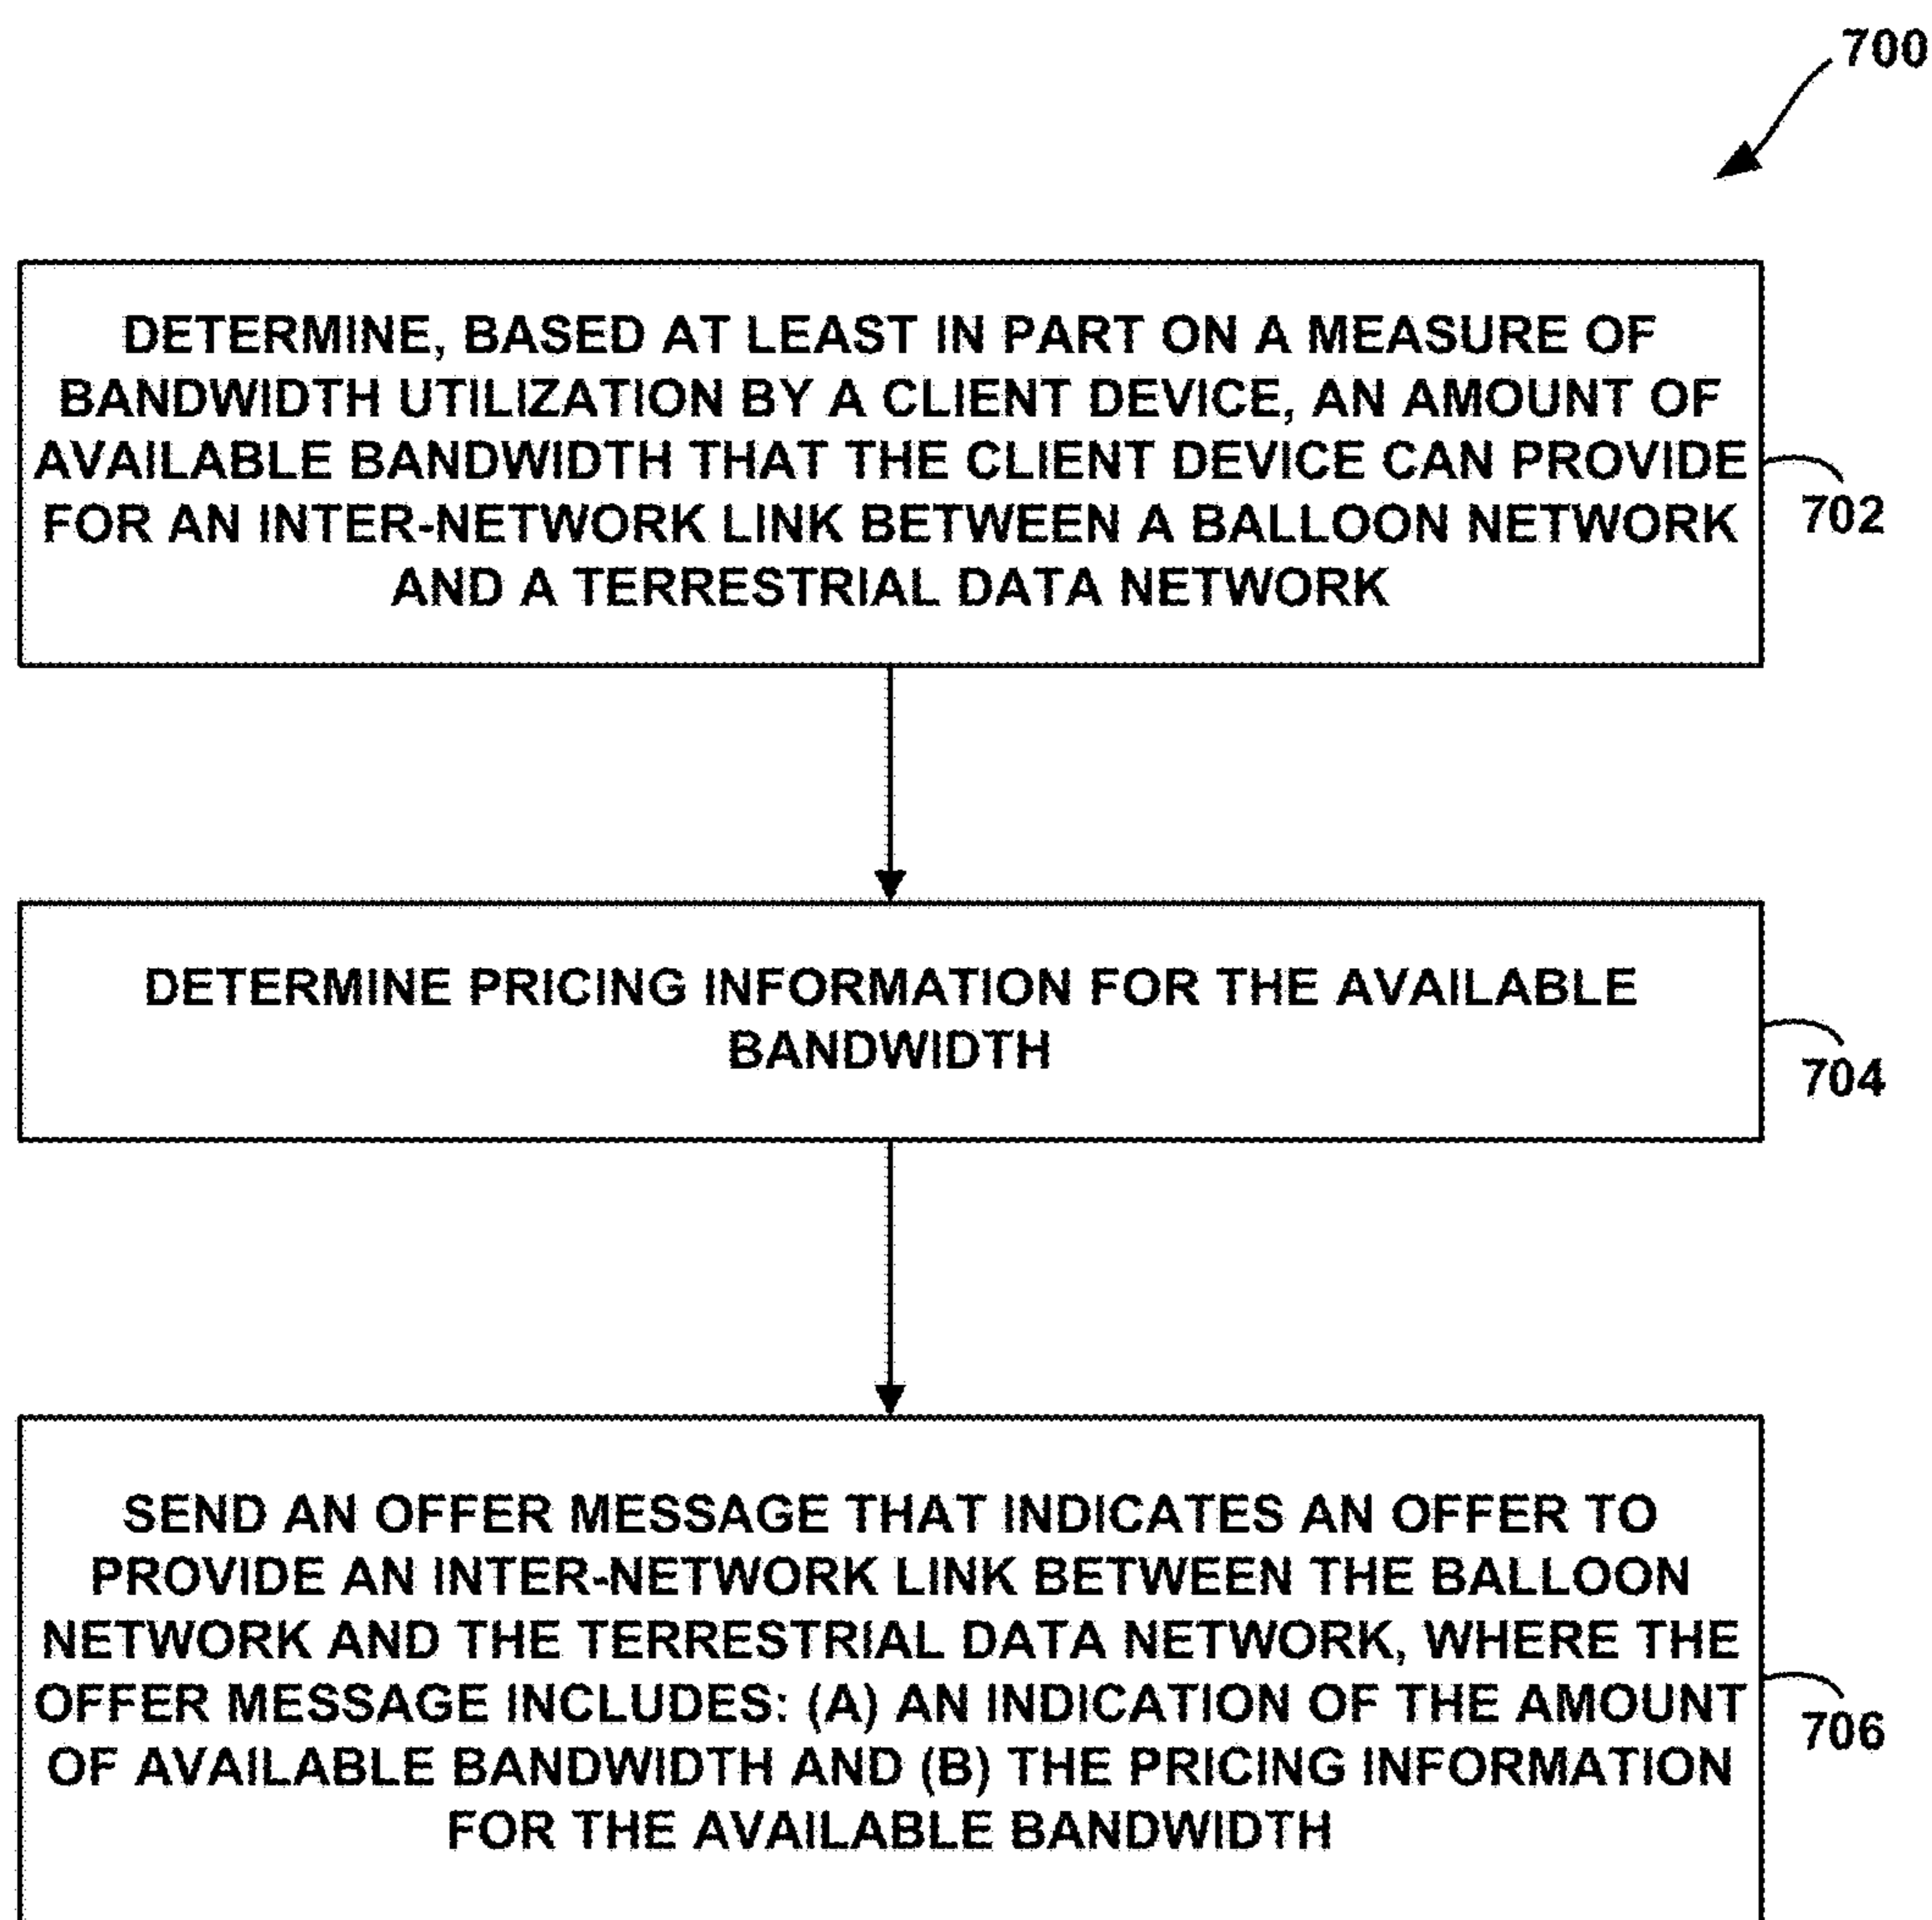 700
DETERMINE, BASED AT LEAST IN PART ON A MEASURE OF
BANDWIDTH UTILIZATION BY A CLIENT DEVICE, AN AMOUNT OF
AVAILABLE BANDWIDTH THAT THE CLIENT DEVICE CAN PROVIDE
FOR AN INTER-NETWORK LINK BETWEEN A BALLOON NETWORK
AND A TERRESTRIAL DATA NETWORK
702
DETERMINE PRICING INFORMATION FOR THE AVAILABLE
BANDWIDTH
704
SEND AN OFFER MESSAGE THAT INDICATES AN OFFER TO
PROVIDE AN INTER-NETWORK LINK BETWEEN THE BALLOON
NETWORK AND THE TERRESTRIAL DATA NETWORK, WHERE THE
OFFER MESSAGE INCLUDES: (A) AN INDICATION OF THE AMOUNT
OF AVAILABLE BANDWIDTH AND (B) THE PRICING INFORMATION
FOR THE AVAILABLE BANDWIDTH
706